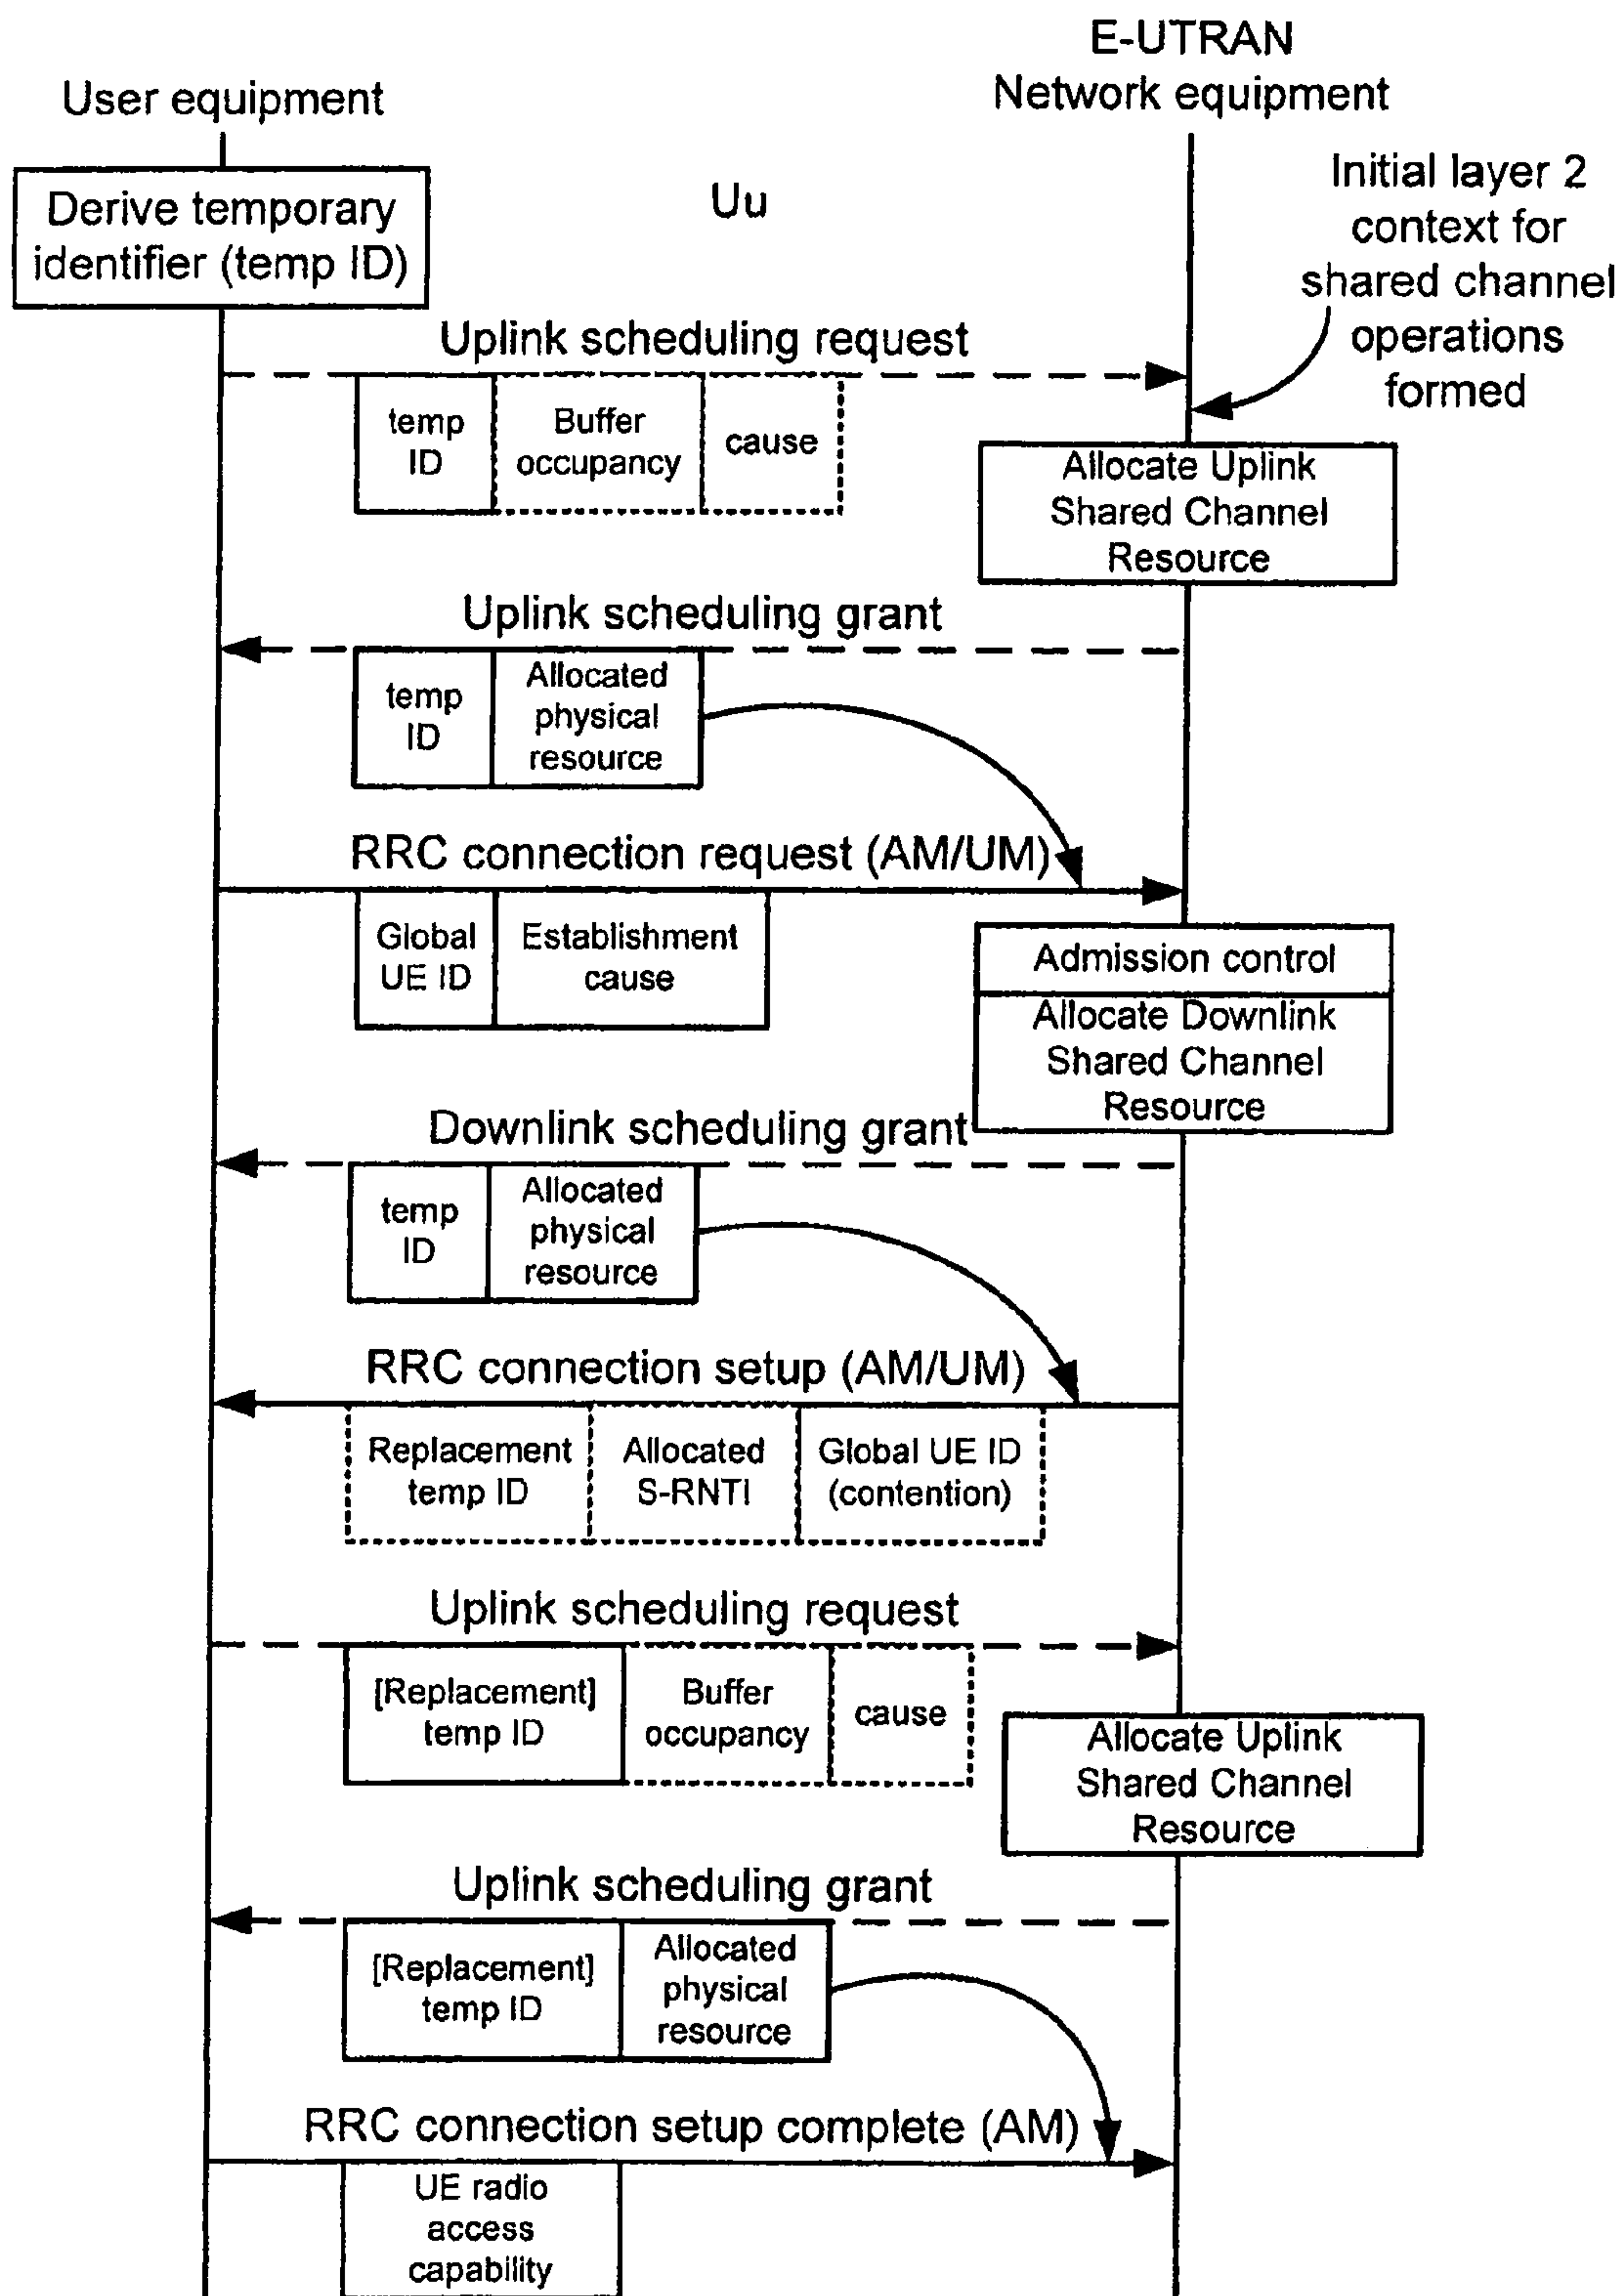 E-UTRAN
Network equipment
User equipment
Initial layer 2
context for
shared channel
operations
formed
Derive temporary
identifier (temp ID)
Uu
Uplink scheduling request
temp
ID
Buffer
occupancy
cause
Allocate Uplink
Shared Channel
Resource
Uplink scheduling grant
temp
ID
Allocated
physical
resource
RRC connection request (AM/UM)
Global
UE ID
Establishment
cause
Admission control
Allocate Downlink
Shared Channel
Resource
Downlink scheduling grant
temp
ID
Allocated
physical
resource
RRC connection setup (AM/UM)
Replacement
temp ID
Allocated
S-RNTI
Global UE ID
(contention)
Uplink scheduling request
[Replacement]
temp ID
Buffer
occupancy
cause
Allocate Uplink
Shared Channel
Resource
Uplink scheduling grant
[Replacement]
temp ID
Allocated
physical
resource
RRC connection setup complete (AM)
UE radio
access
capability